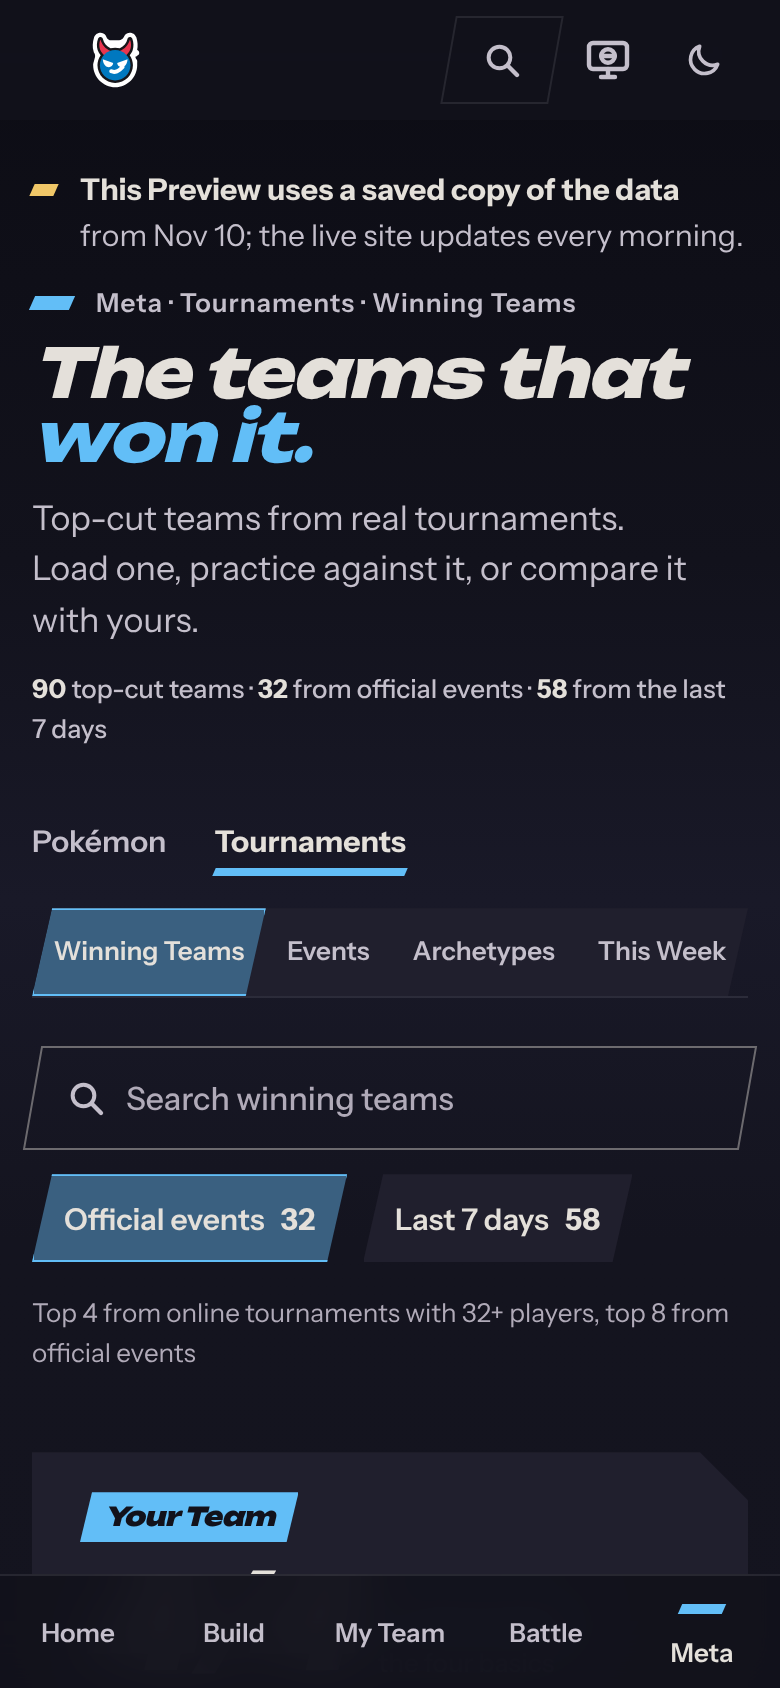 This Preview uses a saved copy of the data
from Nov 10; the live site updates every morning.
Meta · Tournaments · Winning Teams
The teams that
won it.
Top-cut teams from real tournaments.
Load one, practice against it, or compare it
with yours.
90 top-cut teams · 32 from official events · 58 from the last
7 days
Pokémon Tournaments
Winning Teams Events Archetypes This Week
Search winning teams
Official events 32 Last 7 days 58
Top 4 from online tournaments with 32+ players, top 8 from
official events
Your Team
Home Build My Team Battle Meta